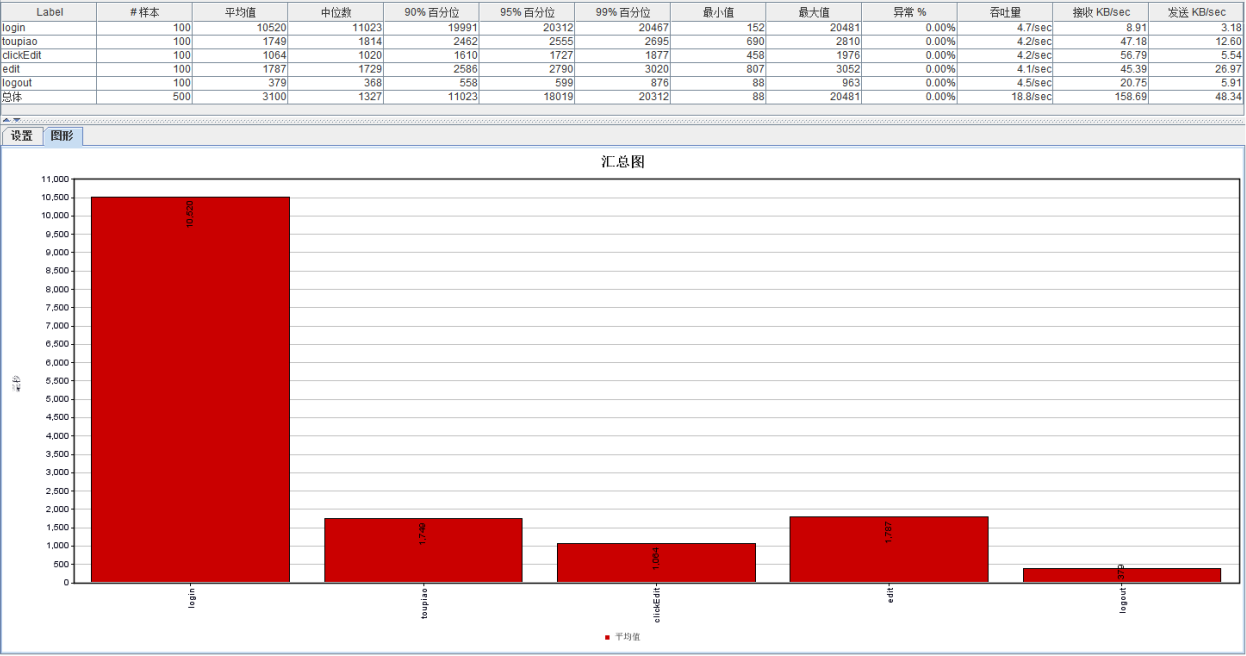 Label # 样本 平均值 中位数 90% 百分位 95% 百分位 99% 百分位 最小值 最大值 异常 % 吞吐量 接收 KB/sec 发送 KB/sec
login 100 10520 11023 19991 20312 20467 152 20481 0.00% 4.7/sec 8.91 3.18
toupiao 100 1749 1814 2462 2555 2695 690 2810 0.00% 4.2/sec 47.18 12.60
clickEdit 100 1064 1020 1610 1727 1877 458 1976 0.00% 4.2/sec 56.79 5.54
edit 100 1787 1729 2586 2790 3020 807 3052 0.00% 4.1/sec 45.39 26.97
logout 100 379 368 558 599 876 88 963 0.00% 4.5/sec 20.75 5.91
总体 500 3100 1327 11023 18019 20312 88 20481 0.00% 18.8/sec 158.69 48.34
设置 图形
汇总图
11,000
10,500
10,000
9,500
9,000
8,500
8,000
7,500
7,000
6,500
6,000
5,500
5,000
4,500
4,000
3,500
3,000
2,500
2,000
1,500
1,000
500
0
毫秒
10,520
1,749
1,064
1,787
379
login
toupiao
clickEdit
edit
logout
平均值